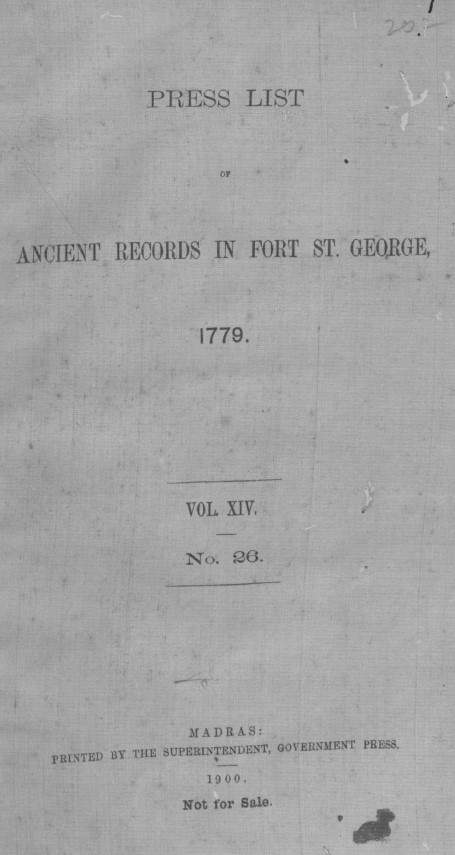 PRESS LIST
OF
ANCIENT RECORDS IN FORT ST. GEORGE,
1779.
VOL. XIV.
No. 26.
MADRAS:
PRINTED BY THE SUPERINTENDENT, GOVERNMENT PRESS.
1900.
Not for Sale.